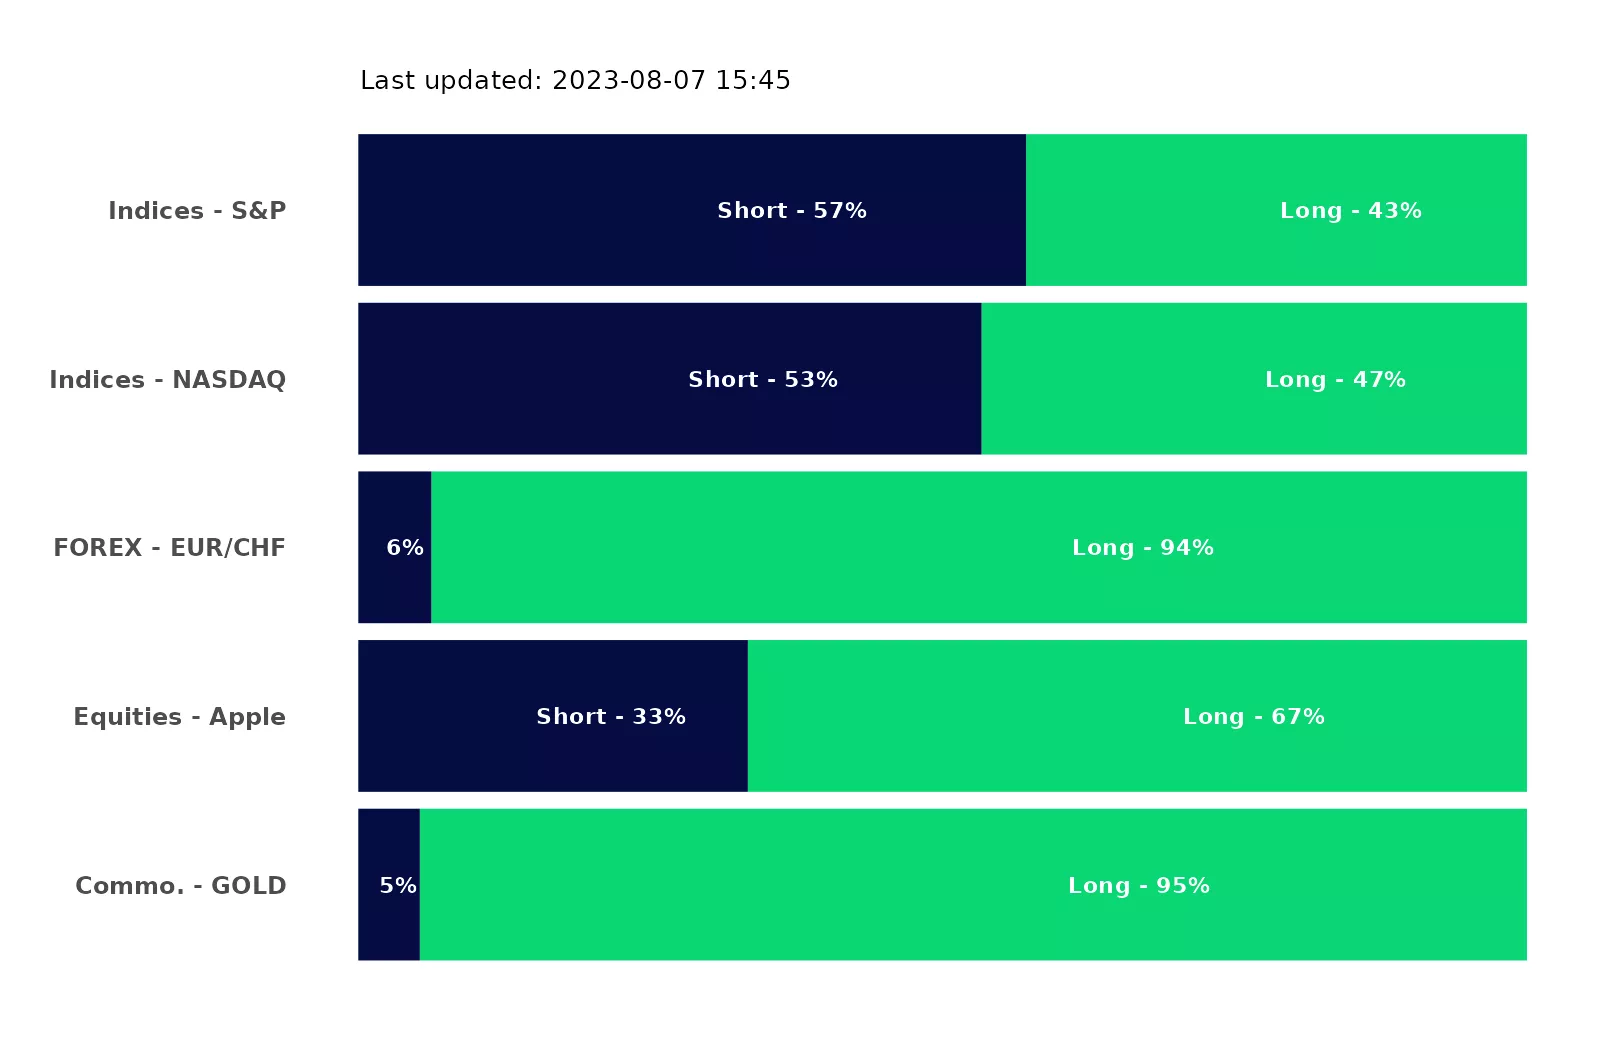 Last updated: 2023-08-07 15:45
Indices - S&P Short - 57% Long - 43%
Indices - NASDAQ Short - 53% Long - 47%
FOREX - EUR/CHF 6% Long - 94%
Equities - Apple Short - 33% Long - 67%
Commo. - GOLD 5% Long - 95%